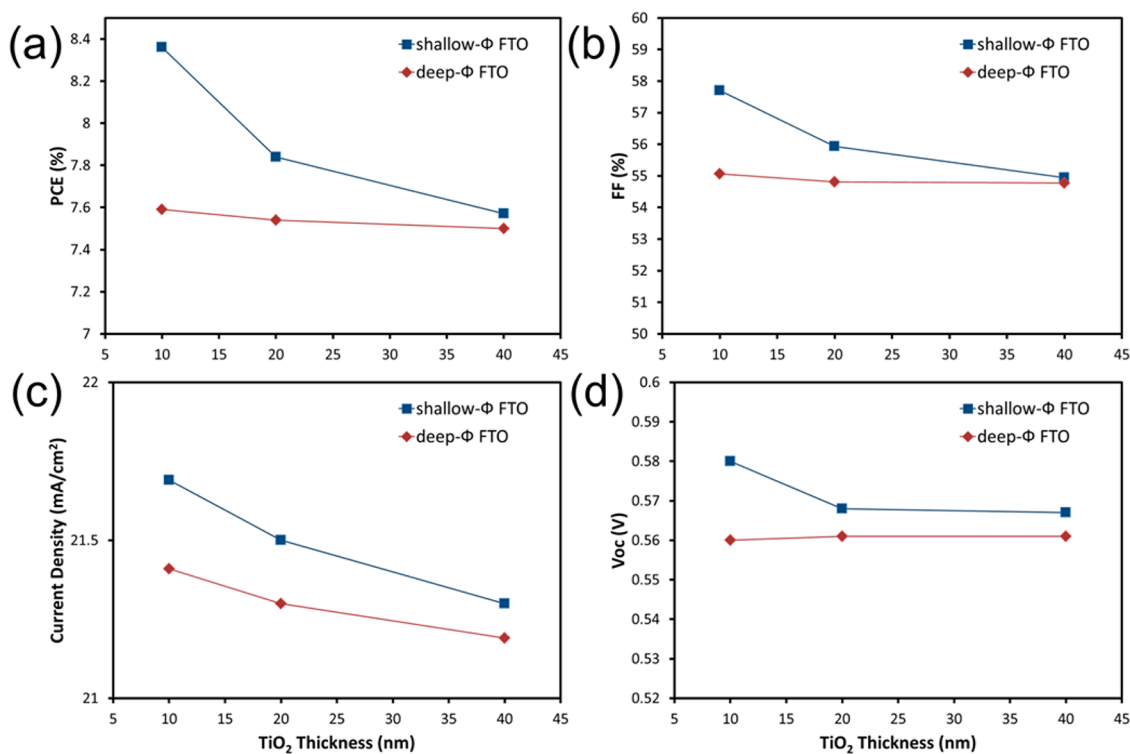 (a)
shallow-Φ FTO
deep-Φ FTO
PCE (%)
8.4
8.2
8
7.8
7.6
7.4
7.2
7
5 10 15 20 25 30 35 40 45
(b)
shallow-Φ FTO
deep-Φ FTO
FF (%)
60
59
58
57
56
55
54
53
52
51
50
5 10 15 20 25 30 35 40 45
(c)
shallow-Φ FTO
deep-Φ FTO
Current Density (mA/cm²)
22
21.5
21
5 10 15 20 25 30 35 40 45
TiO₂ Thickness (nm)
(d)
shallow-Φ FTO
deep-Φ FTO
Voc (V)
0.6
0.59
0.58
0.57
0.56
0.55
0.54
0.53
0.52
5 10 15 20 25 30 35 40 45
TiO₂ Thickness (nm)